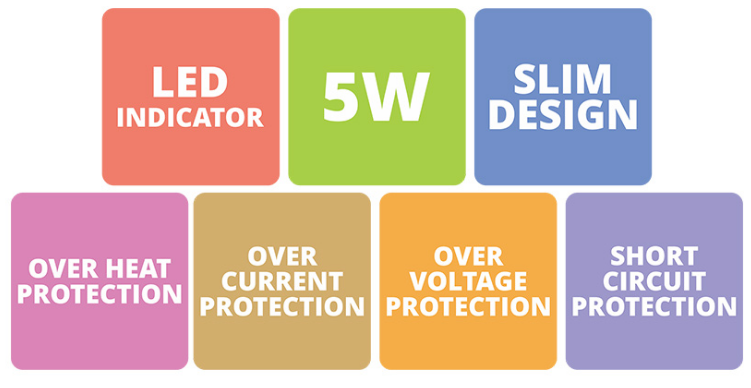 LED
INDICATOR
5W
SLIM
DESIGN
OVER HEAT
PROTECTION
OVER
CURRENT
PROTECTION
OVER
VOLTAGE
PROTECTION
SHORT
CIRCUIT
PROTECTION